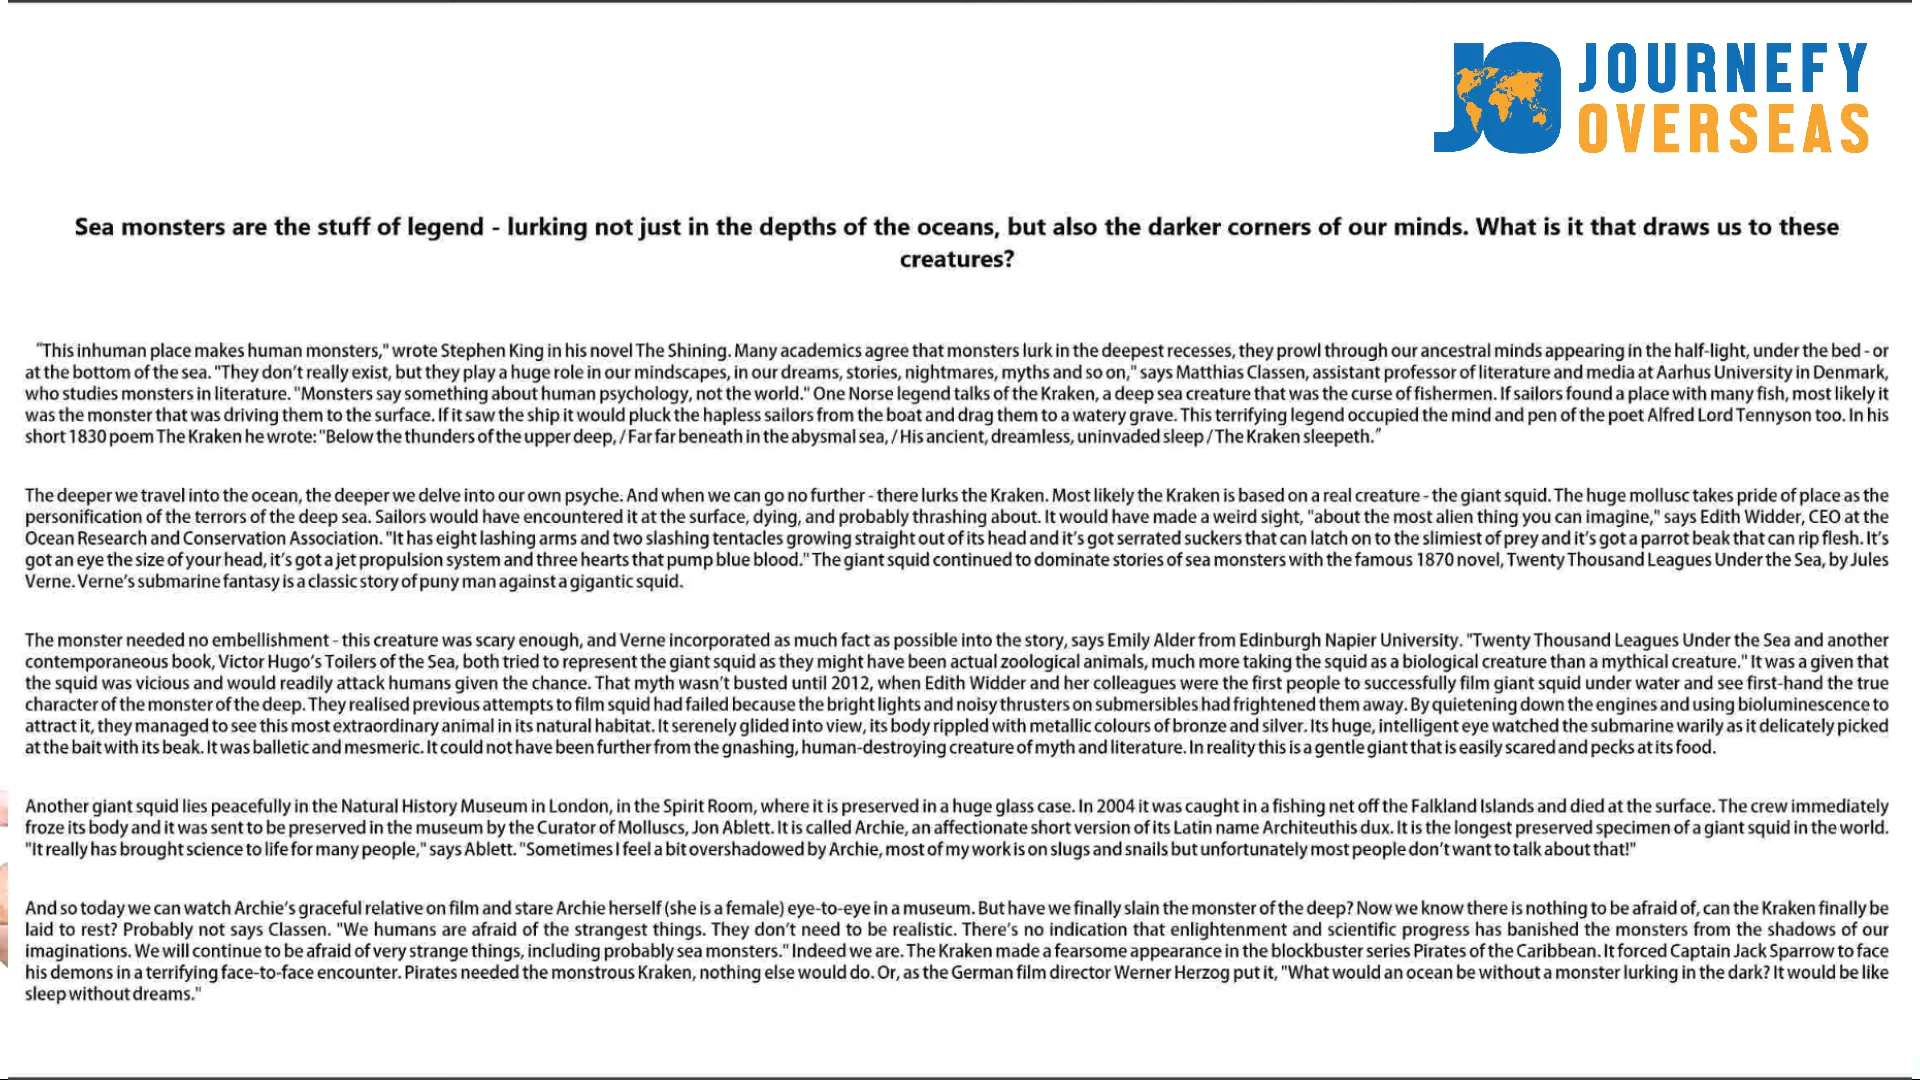 JOURNEFY
OVERSEAS
Sea monsters are the stuff of legend - lurking not just in the depths of the oceans, but also the darker corners of our minds. What is it that draws us to these
creatures?
"This inhuman place makes human monsters," wrote Stephen King in his novel The Shining. Many academics agree that monsters lurk in the deepest recesses, they prowl through our ancestral minds appearing in the half-light, under the bed - or
at the bottom of the sea. "They don't really exist, but they play a huge role in our mindscapes, in our dreams, stories, nightmares, myths and so on," says Matthias Classen, assistant professor of literature and media at Aarhus University in Denmark,
who studies monsters in literature. "Monsters say something about human psychology, not the world." One Norse legend talks of the Kraken, a deep sea creature that was the curse of fishermen. If sailors found a place with many fish, most likely it
was the monster that was driving them to the surface. If it saw the ship it would pluck the hapless sailors from the boat and drag them to a watery grave. This terrifying legend occupied the mind and pen of the poet Alfred Lord Tennyson too. In his
short 1830 poem The Kraken he wrote: "Below the thunders of the upper deep, / Far far beneath in the abysmal sea, / His ancient, dreamless, uninvaded sleep / The Kraken sleepeth."
The deeper we travel into the ocean, the deeper we delve into our own psyche. And when we can go no further - there lurks the Kraken. Most likely the Kraken is based on a real creature - the giant squid. The huge mollusc takes pride of place as the
personification of the terrors of the deep sea. Sailors would have encountered it at the surface, dying, and probably thrashing about. It would have made a weird sight, "about the most alien thing you can imagine," says Edith Widder, CEO at the
Ocean Research and Conservation Association. "It has eight lashing arms and two slashing tentacles growing straight out of its head and it's got serrated suckers that can latch on to the slimiest of prey and it's got a parrot beak that can rip flesh. It's
got an eye the size of your head, it's got a jet propulsion system and three hearts that pump blue blood." The giant squid continued to dominate stories of sea monsters with the famous 1870 novel, Twenty Thousand Leagues Under the Sea, by Jules
Verne. Verne's submarine fantasy is a classic story of puny man against a gigantic squid.
The monster needed no embellishment - this creature was scary enough, and Verne incorporated as much fact as possible into the story, says Emily Alder from Edinburgh Napier University. "Twenty Thousand Leagues Under the Sea and another
contemporaneous book, Victor Hugo's Toilers of the Sea, both tried to represent the giant squid as they might have been actual zoological animals, much more taking the squid as a biological creature than a mythical creature." It was a given that
the squid was vicious and would readily attack humans given the chance. That myth wasn't busted until 2012, when Edith Widder and her colleagues were the first people to successfully film giant squid under water and see first-hand the true
character of the monster of the deep. They realised previous attempts to film squid had failed because the bright lights and noisy thrusters on submersibles had frightened them away. By quietening down the engines and using bioluminescence to
attract it, they managed to see this most extraordinary animal in its natural habitat. It serenely glided into view, its body rippled with metallic colours of bronze and silver. Its huge, intelligent eye watched the submarine warily as it delicately picked
at the bait with its beak. It was balletic and mesmeric. It could not have been further from the gnashing, human-destroying creature of myth and literature. In reality this is a gentle giant that is easily scared and pecks at its food.
Another giant squid lies peacefully in the Natural History Museum in London, in the Spirit Room, where it is preserved in a huge glass case. In 2004 it was caught in a fishing net off the Falkland Islands and died at the surface. The crew immediately
froze its body and it was sent to be preserved in the museum by the Curator of Molluscs, Jon Ablett. It is called Archie, an affectionate short version of its Latin name Architeuthis dux. It is the longest preserved specimen of a giant squid in the world.
"It really has brought science to life for many people," says Ablett. "Sometimes I feel a bit overshadowed by Archie, most of my work is on slugs and snails but unfortunately most people don't want to talk about that!"
And so today we can watch Archie's graceful relative on film and stare Archie herself (she is a female) eye-to-eye in a museum. But have we finally slain the monster of the deep? Now we know there is nothing to be afraid of, can the Kraken finally be
laid to rest? Probably not says Classen. "We humans are afraid of the strangest things. They don't need to be realistic. There's no indication that enlightenment and scientific progress has banished the monsters from the shadows of our
imaginations. We will continue to be afraid of very strange things, including probably sea monsters." Indeed we are. The Kraken made a fearsome appearance in the blockbuster series Pirates of the Caribbean. It forced Captain Jack Sparrow to face
his demons in a terrifying face-to-face encounter. Pirates needed the monstrous Kraken, nothing else would do. Or, as the German film director Werner Herzog put it, "What would an ocean be without a monster lurking in the dark? It would be like
sleep without dreams."